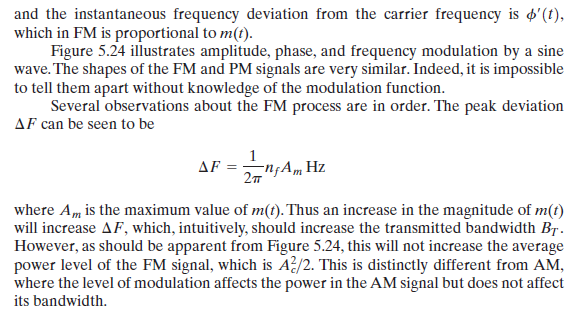 and the instantaneous frequency deviation from the carrier frequency is ϕ′(t),
which in FM is proportional to m(t).
Figure 5.24 illustrates amplitude, phase, and frequency modulation by a sine
wave. The shapes of the FM and PM signals are very similar. Indeed, it is impossible
to tell them apart without knowledge of the modulation function.
Several observations about the FM process are in order. The peak deviation
ΔF can be seen to be
ΔF = 1/2π n_f A_m Hz
where A_m is the maximum value of m(t). Thus an increase in the magnitude of m(t)
will increase ΔF, which, intuitively, should increase the transmitted bandwidth B_T.
However, as should be apparent from Figure 5.24, this will not increase the average
power level of the FM signal, which is A_c^2/2. This is distinctly different from AM,
where the level of modulation affects the power in the AM signal but does not affect
its bandwidth.